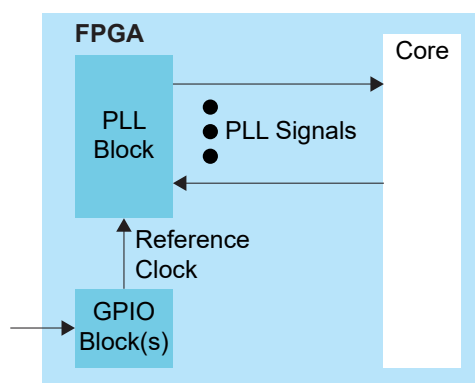 FPGA
Core
PLL
Block
PLL Signals
Reference
Clock
GPIO
Block(s)